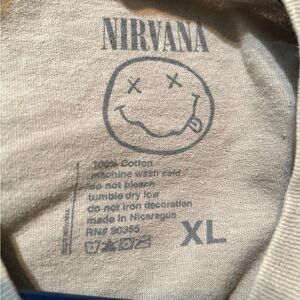 NIRVANA
100% Cotton
machine wash cold
do not bleach
tumble dry low
do not iron decoration
made in Nicaragua
RN# 90355
XL